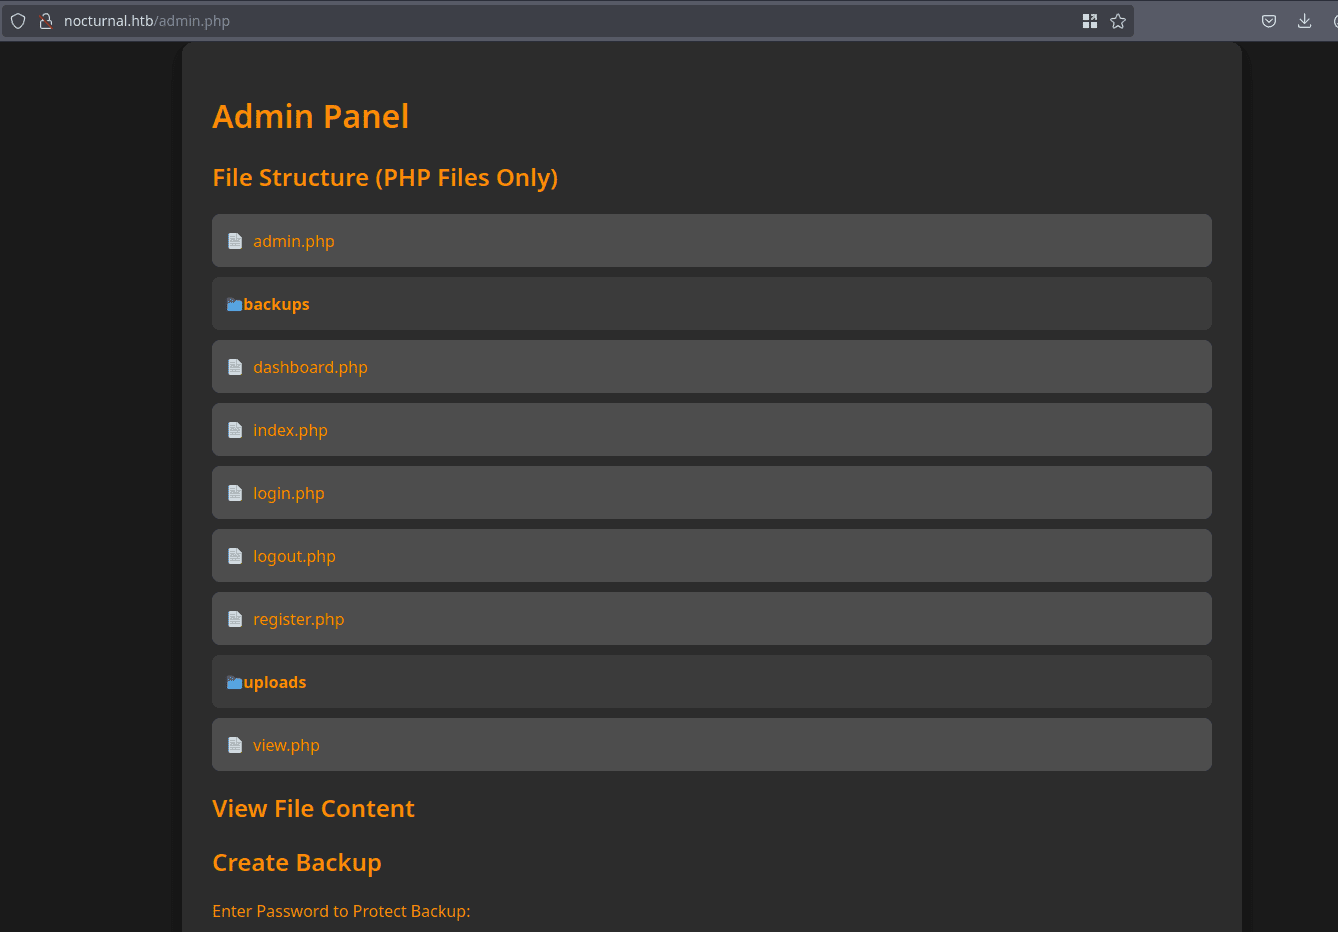 nocturnal.htb/admin.php
Admin Panel
File Structure (PHP Files Only)
admin.php
backups
dashboard.php
index.php
login.php
logout.php
register.php
uploads
view.php
View File Content
Create Backup
Enter Password to Protect Backup: